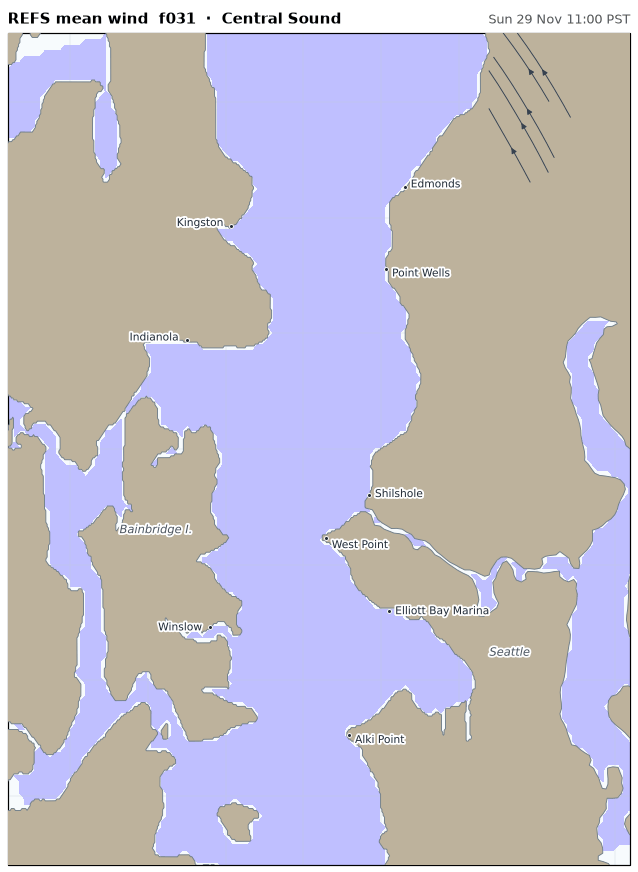 REFS mean wind f031 · Central Sound
Sun 29 Nov 11:00 PM PST
Edmonds
Kingston
Point Wells
Indianola
Shilshole
Bainbridge I.
West Point
Elliott Bay Marina
Winslow
Seattle
Alki Point